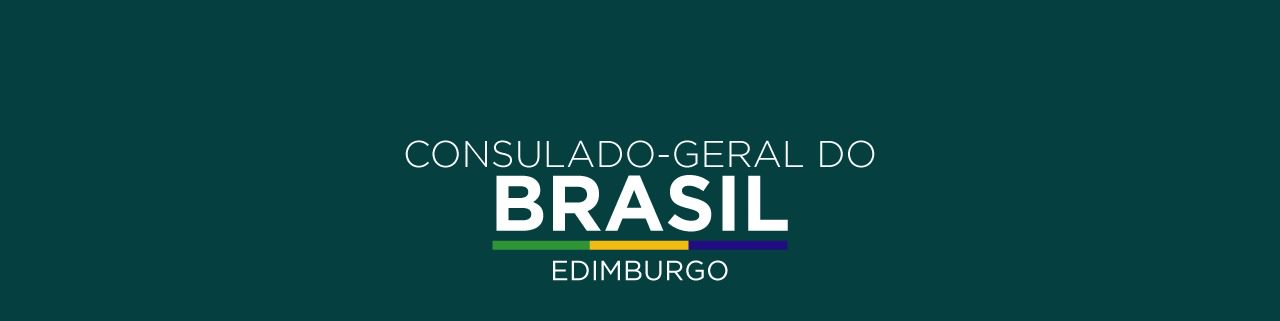 CONSULADO-GERAL DO
BRASIL
EDIMBURGO